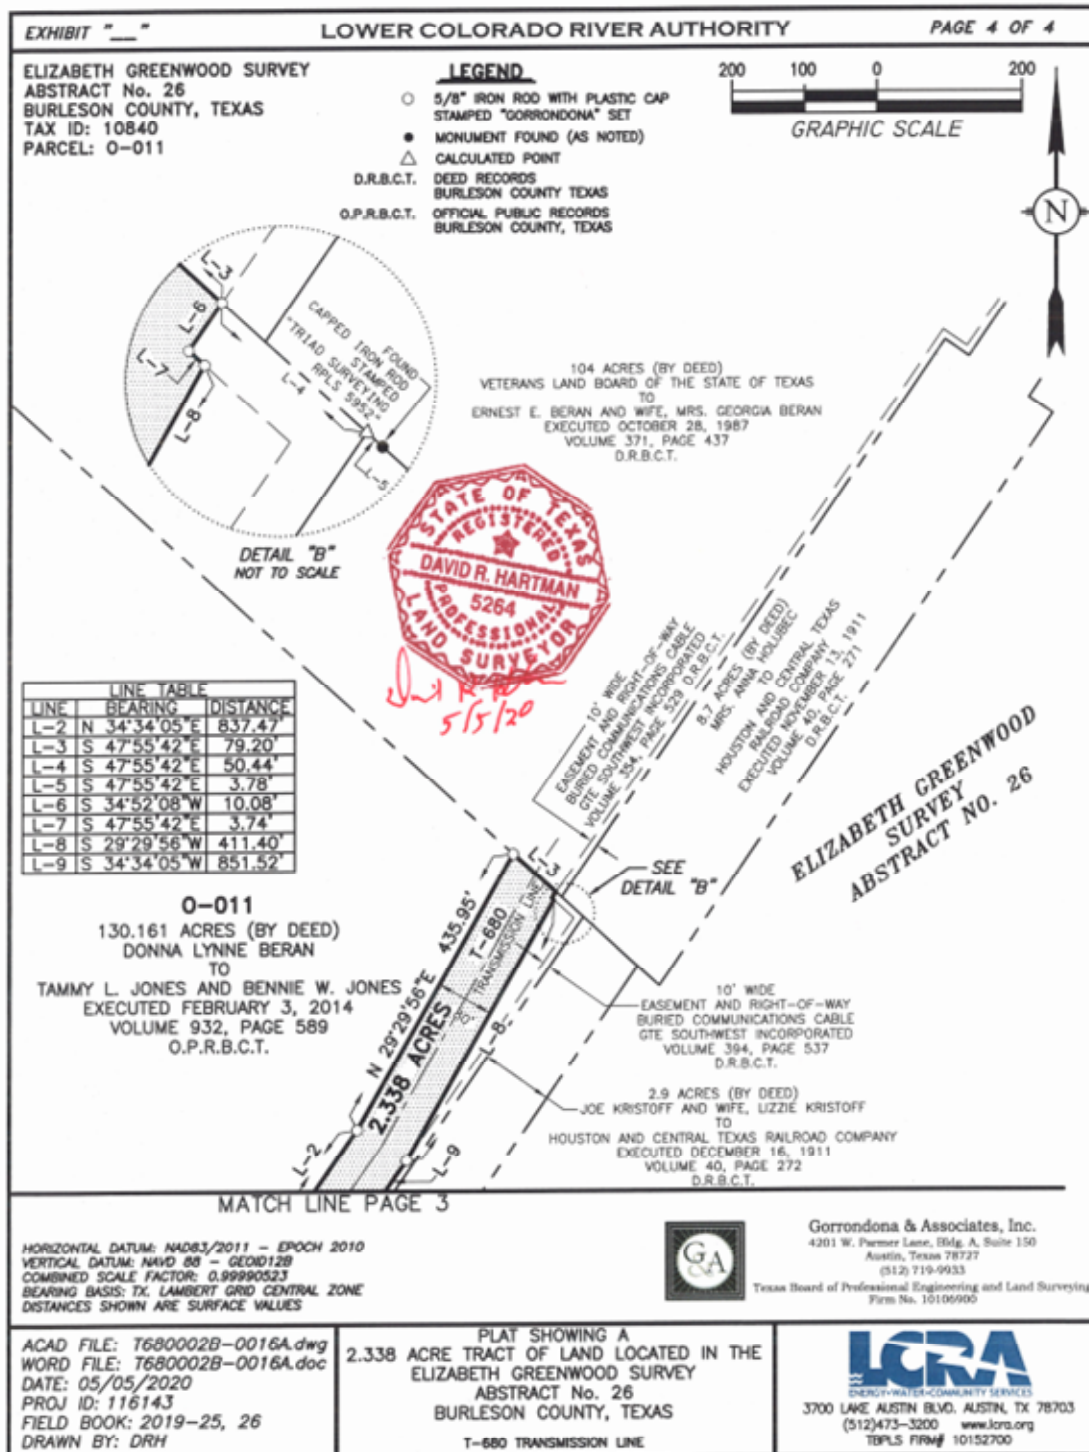 EXHIBIT "__"
LOWER COLORADO RIVER AUTHORITY
PAGE 4 OF 4
ELIZABETH GREENWOOD SURVEY
ABSTRACT No. 26
BURLESON COUNTY, TEXAS
TAX ID: 10840
PARCEL: O-011
LEGEND
5/8" IRON ROD WITH PLASTIC CAP
STAMPED "GORRONDONA" SET
MONUMENT FOUND (AS NOTED)
CALCULATED POINT
D.R.B.C.T. DEED RECORDS
BURLESON COUNTY TEXAS
O.P.R.B.C.T. OFFICIAL PUBLIC RECORDS
BURLESON COUNTY, TEXAS
200 100 0 200
GRAPHIC SCALE
N
L-3
L-6
L-7
L-8
L-4
L-5
FOUND
CAPPED IRON ROD
STAMPED
"TRIAD SURVEYING
RPLS 5952"
DETAIL "B"
NOT TO SCALE
104 ACRES (BY DEED)
VETERANS LAND BOARD OF THE STATE OF TEXAS
TO
ERNEST E. BERAN AND WIFE, MRS. GEORGIA BERAN
EXECUTED OCTOBER 28, 1987
VOLUME 371, PAGE 437
D.R.B.C.T.
STATE OF TEXAS
REGISTERED
DAVID R. HARTMAN
5264
PROFESSIONAL
LAND SURVEYOR
5/5/20
LINE TABLE
LINE BEARING DISTANCE
L-2 N 34°34'05"E 837.47'
L-3 S 47°55'42"E 79.20'
L-4 S 47°55'42"E 50.44'
L-5 S 47°55'42"E 3.78'
L-6 S 34°52'08"W 10.08'
L-7 S 47°55'42"E 3.74'
L-8 S 29°29'56"W 411.40'
L-9 S 34°34'05"W 851.52'
10' WIDE
EASEMENT AND RIGHT-OF-WAY
BURIED COMMUNICATIONS CABLE
GTE SOUTHWEST INCORPORATED
VOLUME 354, PAGE 529 D.R.B.C.T.
8.7 ACRES (BY DEED)
MRS. ANNA HOLUBEC
TO
HOUSTON AND CENTRAL TEXAS
RAILROAD COMPANY
EXECUTED NOVEMBER 13, 1911
VOLUME 40, PAGE 271
D.R.B.C.T.
ELIZABETH GREENWOOD
SURVEY
ABSTRACT NO. 26
L-3
SEE
DETAIL "B"
O-011
130.161 ACRES (BY DEED)
DONNA LYNNE BERAN
TO
TAMMY L. JONES AND BENNIE W. JONES
EXECUTED FEBRUARY 3, 2014
VOLUME 932, PAGE 589
O.P.R.B.C.T.
N 29°29'56"E 435.95'
T-680
TRANSMISSION LINE
2.338 ACRES
L-8
L-2
L-9
10' WIDE
EASEMENT AND RIGHT-OF-WAY
BURIED COMMUNICATIONS CABLE
GTE SOUTHWEST INCORPORATED
VOLUME 394, PAGE 537
D.R.B.C.T.
2.9 ACRES (BY DEED)
JOE KRISTOFF AND WIFE, LIZZIE KRISTOFF
TO
HOUSTON AND CENTRAL TEXAS RAILROAD COMPANY
EXECUTED DECEMBER 16, 1911
VOLUME 40, PAGE 272
D.R.B.C.T.
MATCH LINE PAGE 3
HORIZONTAL DATUM: NAD83/2011 - EPOCH 2010
VERTICAL DATUM: NAVD 88 - GEOID12B
COMBINED SCALE FACTOR: 0.99990523
BEARING BASIS: TX. LAMBERT GRID CENTRAL ZONE
DISTANCES SHOWN ARE SURFACE VALUES
G&A
Gorrondona & Associates, Inc.
4201 W. Parmer Lane, Bldg. A, Suite 150
Austin, Texas 78727
(512) 719-9933
Texas Board of Professional Engineering and Land Surveying
Firm No. 10106900
ACAD FILE: T680002B-0016A.dwg
WORD FILE: T680002B-0016A.doc
DATE: 05/05/2020
PROJ ID: 116143
FIELD BOOK: 2019-25, 26
DRAWN BY: DRH
PLAT SHOWING A
2.338 ACRE TRACT OF LAND LOCATED IN THE
ELIZABETH GREENWOOD SURVEY
ABSTRACT No. 26
BURLESON COUNTY, TEXAS
T-680 TRANSMISSION LINE
LCRA
ENERGY•WATER•COMMUNITY SERVICES
3700 LAKE AUSTIN BLVD. AUSTIN, TX 78703
(512)473-3200 www.lcra.org
TBPLS FIRM# 10152700